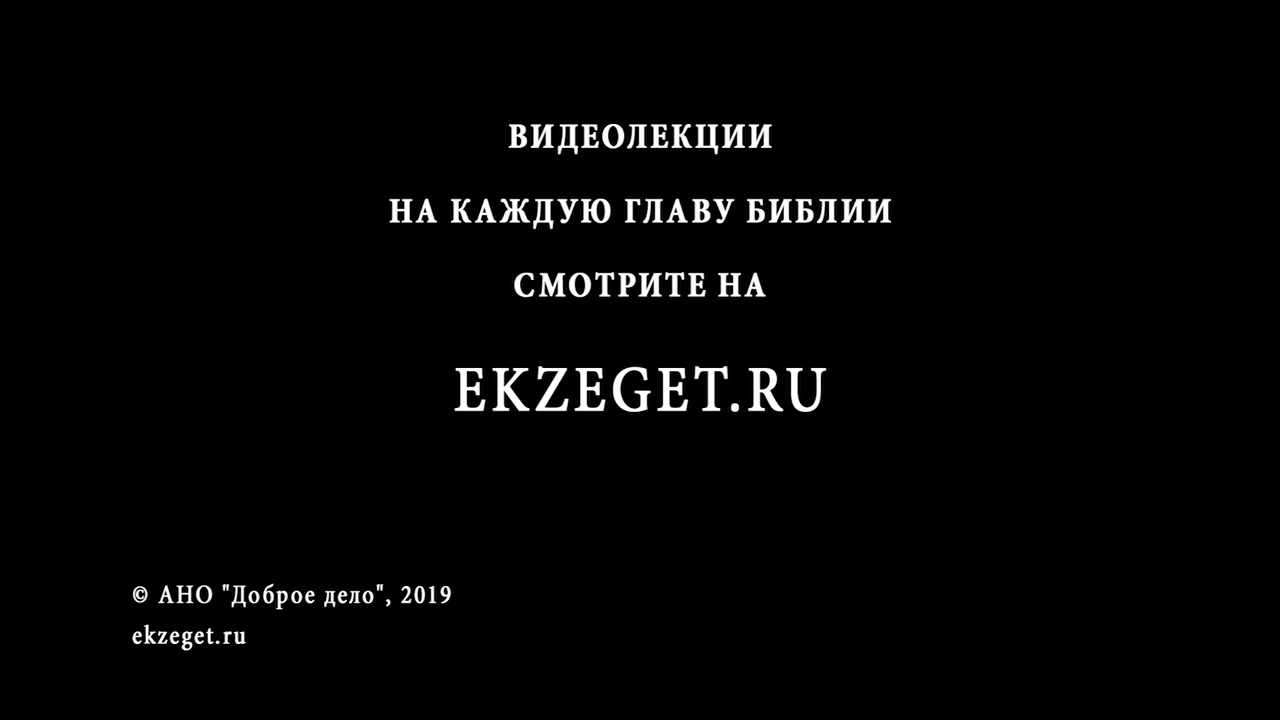 ВИДЕОЛЕКЦИИ
НА КАЖДУЮ ГЛАВУ БИБЛИИ
СМОТРИТЕ НА
EKZEGET.RU
© АНО "Доброе дело", 2019
ekzeget.ru